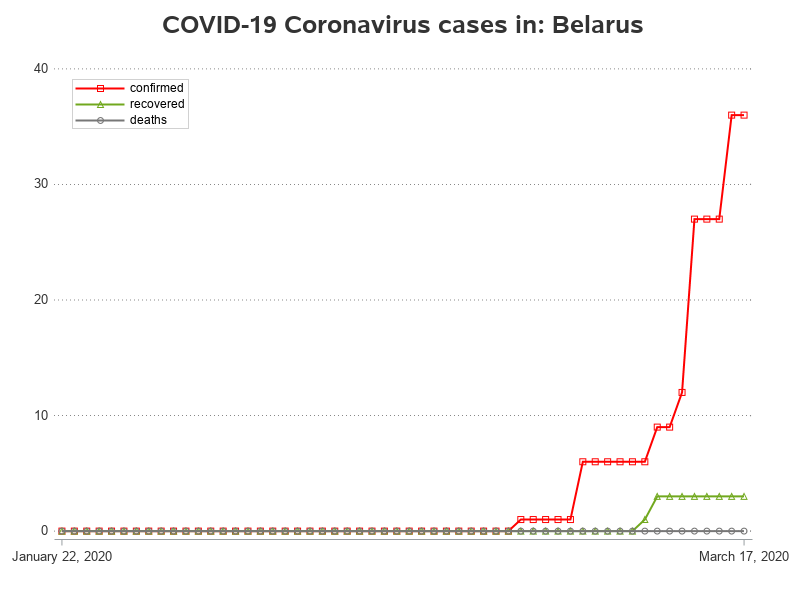 COVID-19 Coronavirus cases in: Belarus
40
confirmed
recovered
deaths
30
20
10
0
January 22, 2020
March 17, 2020